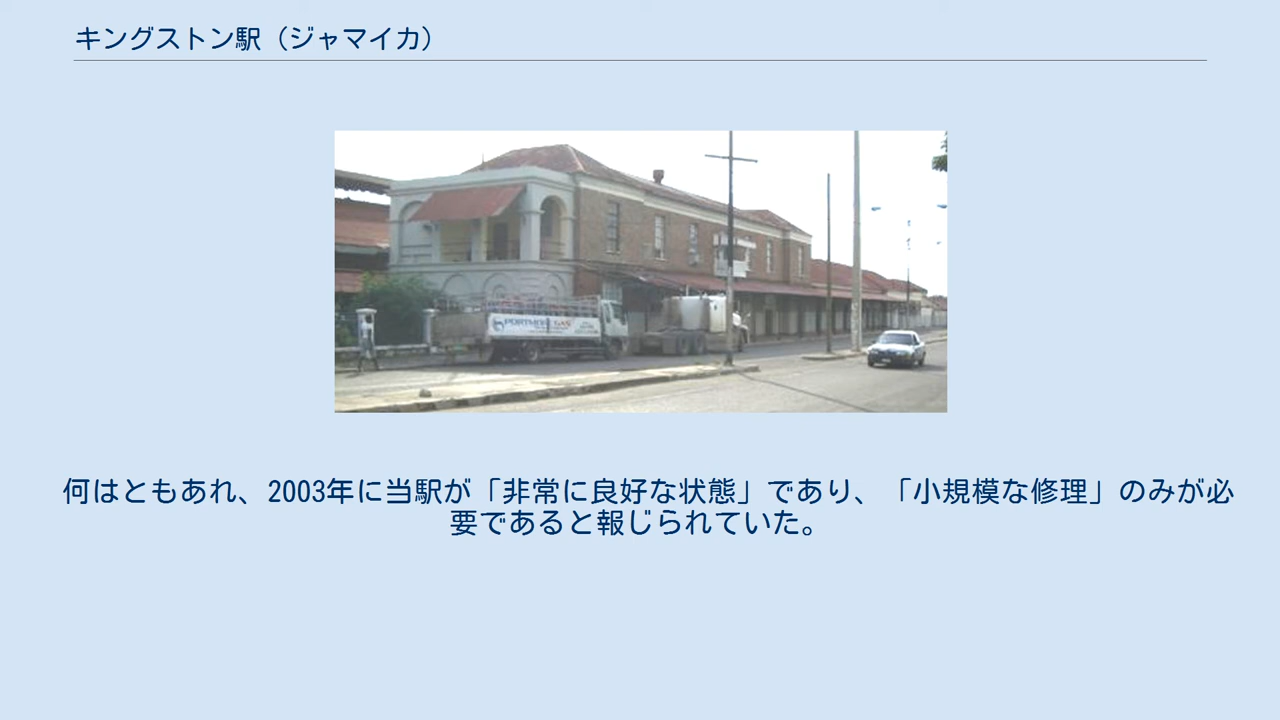 キングストン駅（ジャマイカ）
PORTMORE GAS
何はともあれ、2003年に当駅が「非常に良好な状態」であり、「小規模な修理」のみが必
要であると報じられていた。